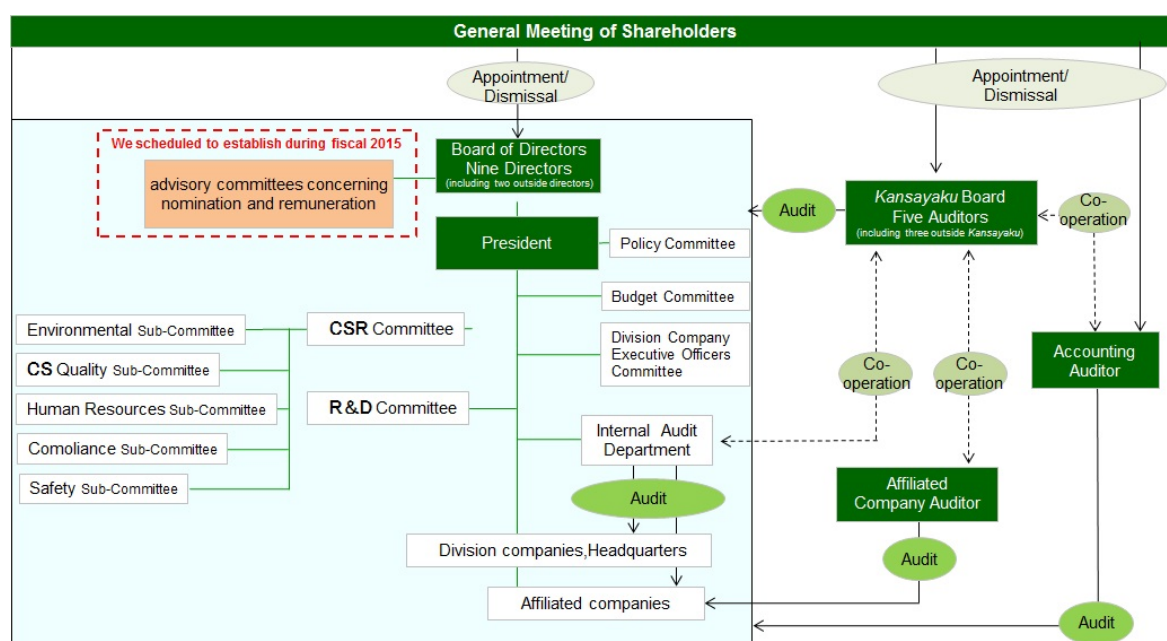 General Meeting of Shareholders
Appointment/
Dismissal
Appointment/
Dismissal
We scheduled to establish during fiscal 2015
advisory committees concerning
nomination and remuneration
Board of Directors
Nine Directors
(including two outside directors)
Audit
Kansayaku Board
Five Auditors
(including three outside Kansayaku)
Co-
operation
President
Policy Committee
Budget Committee
Environmental Sub-Committee
CSR Committee
Division Company
Executive Officers
Committee
CS Quality Sub-Committee
Human Resources Sub-Committee
R&D Committee
Comoliance Sub-Committee
Safety Sub-Committee
Internal Audit
Department
Co-
operation
Co-
operation
Accounting
Auditor
Audit
Affiliated
Company Auditor
Division companies,Headquarters
Audit
Affiliated companies
Audit